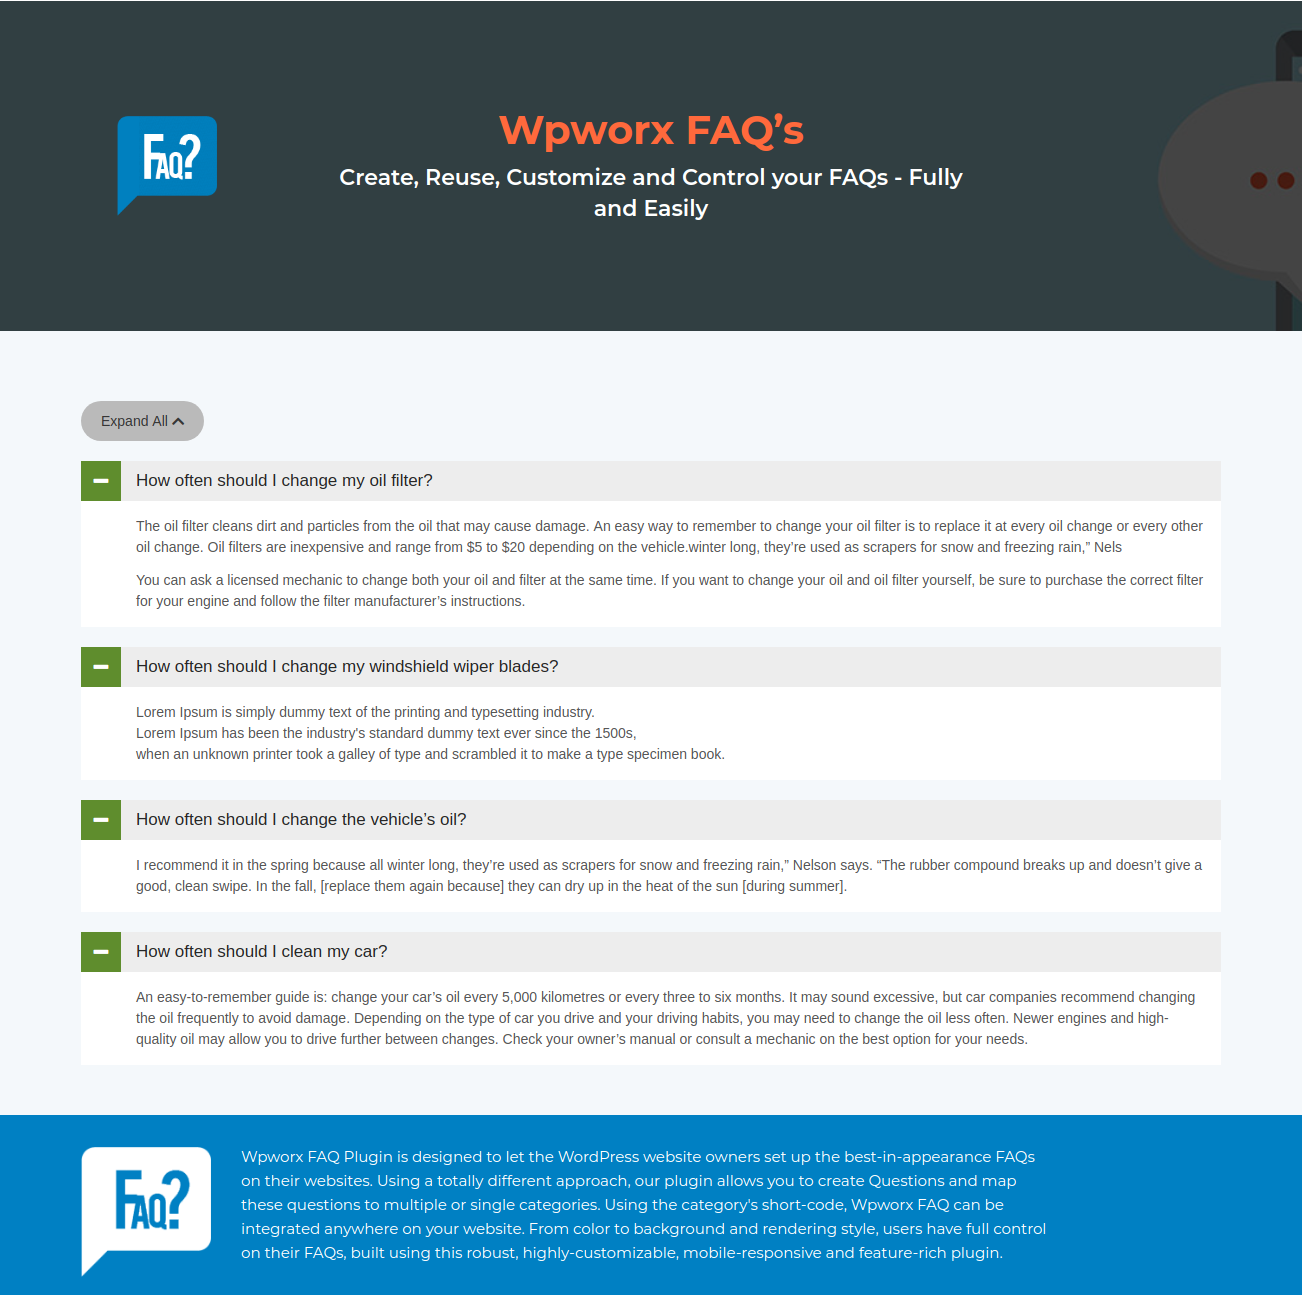 FAQ?
Wpworx FAQ’s
Create, Reuse, Customize and Control your FAQs - Fully
and Easily
Expand All
How often should I change my oil filter?
The oil filter cleans dirt and particles from the oil that may cause damage. An easy way to remember to change your oil filter is to replace it at every oil change or every other
oil change. Oil filters are inexpensive and range from $5 to $20 depending on the vehicle.winter long, they’re used as scrapers for snow and freezing rain,” Nels
You can ask a licensed mechanic to change both your oil and filter at the same time. If you want to change your oil and oil filter yourself, be sure to purchase the correct filter
for your engine and follow the filter manufacturer’s instructions.
How often should I change my windshield wiper blades?
Lorem Ipsum is simply dummy text of the printing and typesetting industry.
Lorem Ipsum has been the industry's standard dummy text ever since the 1500s,
when an unknown printer took a galley of type and scrambled it to make a type specimen book.
How often should I change the vehicle’s oil?
I recommend it in the spring because all winter long, they’re used as scrapers for snow and freezing rain,” Nelson says. “The rubber compound breaks up and doesn’t give a
good, clean swipe. In the fall, [replace them again because] they can dry up in the heat of the sun [during summer].
How often should I clean my car?
An easy-to-remember guide is: change your car’s oil every 5,000 kilometres or every three to six months. It may sound excessive, but car companies recommend changing
the oil frequently to avoid damage. Depending on the type of car you drive and your driving habits, you may need to change the oil less often. Newer engines and high-
quality oil may allow you to drive further between changes. Check your owner’s manual or consult a mechanic on the best option for your needs.
FAQ?
Wpworx FAQ Plugin is designed to let the WordPress website owners set up the best-in-appearance FAQs
on their websites. Using a totally different approach, our plugin allows you to create Questions and map
these questions to multiple or single categories. Using the category's short-code, Wpworx FAQ can be
integrated anywhere on your website. From color to background and rendering style, users have full control
on their FAQs, built using this robust, highly-customizable, mobile-responsive and feature-rich plugin.